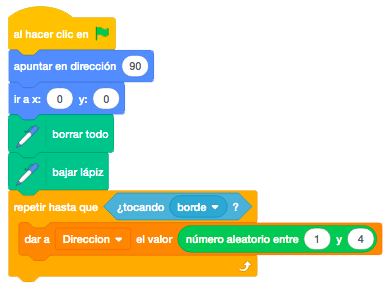 al hacer clic en
apuntar en dirección 90
ir a x: 0 y: 0
borrar todo
bajar lápiz
repetir hasta que ¿tocando borde ?
dar a Direccion el valor número aleatorio entre 1 y 4